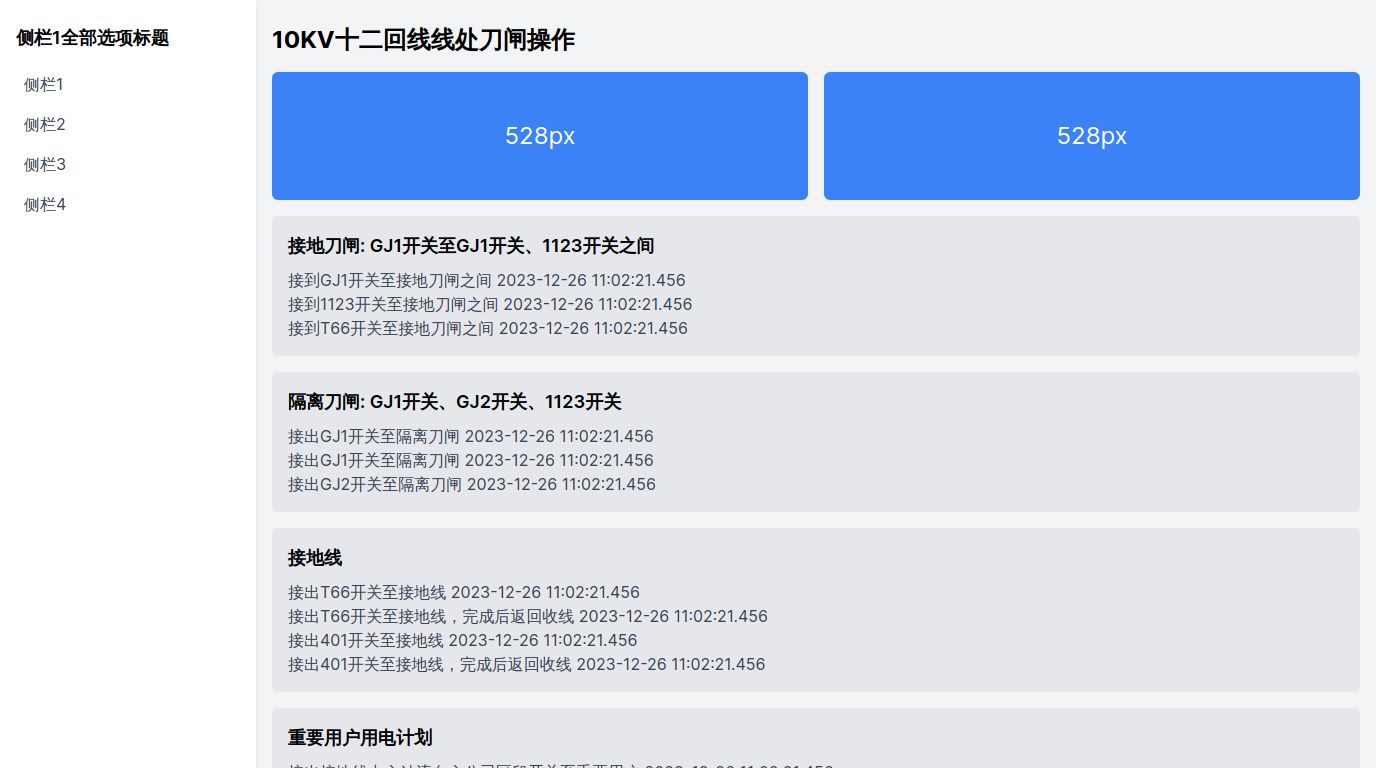 侧栏1全部选项标题
侧栏1
侧栏2
侧栏3
侧栏4
10KV十二回线线处刀闸操作
528px
528px
接地刀闸: GJ1开关至GJ1开关、1123开关之间
接到GJ1开关至接地刀闸之间 2023-12-26 11:02:21.456
接到1123开关至接地刀闸之间 2023-12-26 11:02:21.456
接到T66开关至接地刀闸之间 2023-12-26 11:02:21.456
隔离刀闸: GJ1开关、GJ2开关、1123开关
接出GJ1开关至隔离刀闸 2023-12-26 11:02:21.456
接出GJ1开关至隔离刀闸 2023-12-26 11:02:21.456
接出GJ2开关至隔离刀闸 2023-12-26 11:02:21.456
接地线
接出T66开关至接地线 2023-12-26 11:02:21.456
接出T66开关至接地线，完成后返回收线 2023-12-26 11:02:21.456
接出401开关至接地线 2023-12-26 11:02:21.456
接出401开关至接地线，完成后返回收线 2023-12-26 11:02:21.456
重要用户用电计划